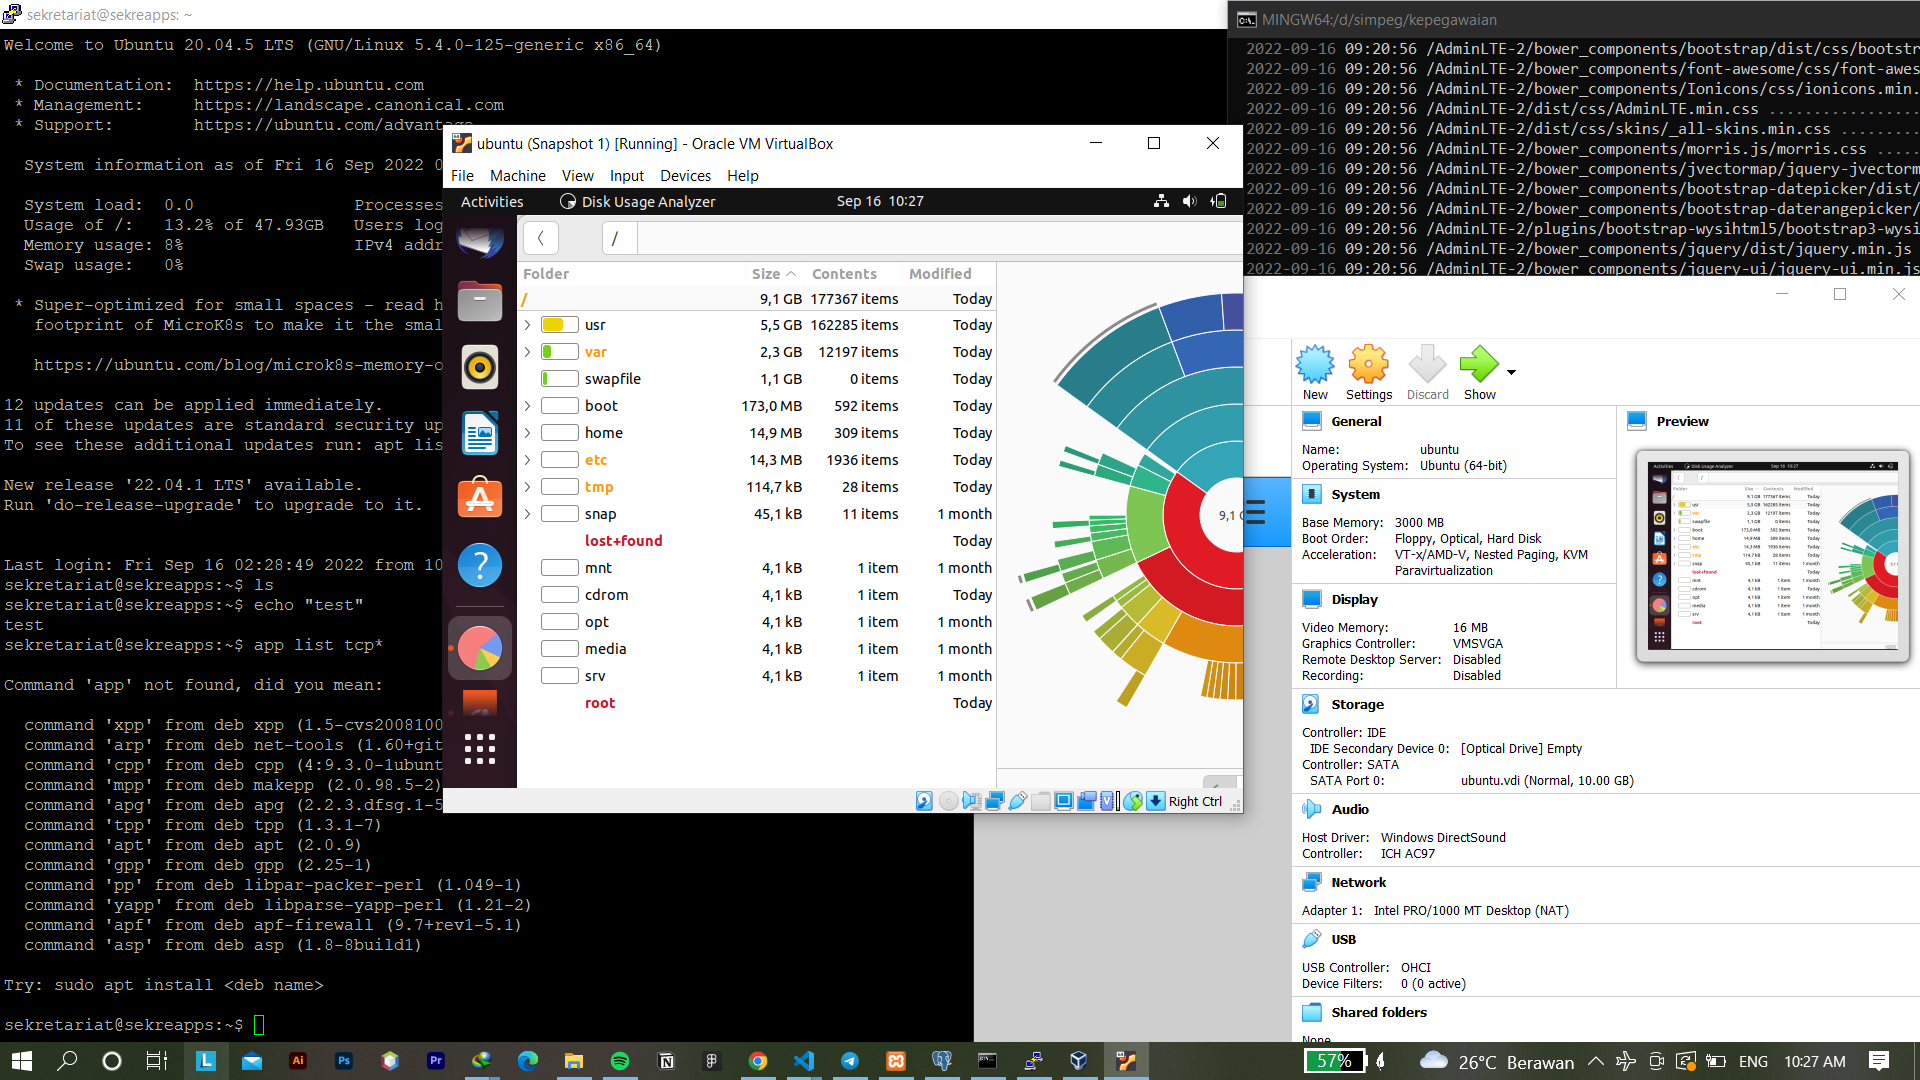 sekretariat@sekreapps: ~
Welcome to Ubuntu 20.04.5 LTS (GNU/Linux 5.4.0-125-generic x86_64)
* Documentation: https://help.ubuntu.com
* Management: https://landscape.canonical.com
* Support: https://ubuntu.com/advantage
System information as of Fri 16 Sep 2022 0
System load: 0.0 Processes
Usage of /: 13.2% of 47.93GB Users log
Memory usage: 8% IPv4 addr
Swap usage: 0%
* Super-optimized for small spaces - read h
footprint of MicroK8s to make it the smal
https://ubuntu.com/blog/microk8s-memory-o
12 updates can be applied immediately.
11 of these updates are standard security up
To see these additional updates run: apt lis
New release '22.04.1 LTS' available.
Run 'do-release-upgrade' to upgrade to it.
Last login: Fri Sep 16 02:28:49 2022 from 10
sekretariat@sekreapps:~$ ls
sekretariat@sekreapps:~$ echo "test"
test
sekretariat@sekreapps:~$ app list tcp*
Command 'app' not found, did you mean:
command 'xpp' from deb xpp (1.5-cvs2008100
command 'arp' from deb net-tools (1.60+git
command 'cpp' from deb cpp (4:9.3.0-1ubunt
command 'mpp' from deb makepp (2.0.98.5-2)
command 'apg' from deb apg (2.2.3.dfsg.1-5
command 'tpp' from deb tpp (1.3.1-7)
command 'apt' from deb apt (2.0.9)
command 'gpp' from deb gpp (2.25-1)
command 'pp' from deb libpar-packer-perl (1.049-1)
command 'yapp' from deb libparse-yapp-perl (1.21-2)
command 'apf' from deb apf-firewall (9.7+rev1-5.1)
command 'asp' from deb asp (1.8-8build1)
Try: sudo apt install <deb name>
sekretariat@sekreapps:~$
ubuntu (Snapshot 1) [Running] - Oracle VM VirtualBox
File Machine View Input Devices Help
Activities Disk Usage Analyzer Sep 16 10:27
/
Folder Size Contents Modified
/ 9,1 GB 177367 items Today
usr 5,5 GB 162285 items Today
var 2,3 GB 12197 items Today
swapfile 1,1 GB 0 items Today
boot 173,0 MB 592 items Today
home 14,9 MB 309 items Today
etc 14,3 MB 1936 items Today
tmp 114,7 kB 28 items Today
snap 45,1 kB 11 items 1 month
lost+found Today
mnt 4,1 kB 1 item 1 month
cdrom 4,1 kB 1 item Today
opt 4,1 kB 1 item 1 month
media 4,1 kB 1 item 1 month
srv 4,1 kB 1 item 1 month
root Today
9,1 G
Right Ctrl
MINGW64:/d/simpeg/kepegawaian
2022-09-16 09:20:56 /AdminLTE-2/bower_components/bootstrap/dist/css/bootstr
2022-09-16 09:20:56 /AdminLTE-2/bower_components/font-awesome/css/font-awes
2022-09-16 09:20:56 /AdminLTE-2/bower_components/Ionicons/css/ionicons.min.
2022-09-16 09:20:56 /AdminLTE-2/dist/css/AdminLTE.min.css ..................
2022-09-16 09:20:56 /AdminLTE-2/dist/css/skins/_all-skins.min.css .........
2022-09-16 09:20:56 /AdminLTE-2/bower_components/morris.js/morris.css .....
2022-09-16 09:20:56 /AdminLTE-2/bower_components/jvectormap/jquery-jvectorm
2022-09-16 09:20:56 /AdminLTE-2/bower_components/bootstrap-datepicker/dist/
2022-09-16 09:20:56 /AdminLTE-2/bower_components/bootstrap-daterangepicker/
2022-09-16 09:20:56 /AdminLTE-2/plugins/bootstrap-wysihtml5/bootstrap3-wysi
2022-09-16 09:20:56 /AdminLTE-2/bower_components/jquery/dist/jquery.min.js
2022-09-16 09:20:56 /AdminLTE-2/bower_components/jquery-ui/jquery-ui.min.js
New Settings Discard Show
General
Name: ubuntu
Operating System: Ubuntu (64-bit)
System
Base Memory: 3000 MB
Boot Order: Floppy, Optical, Hard Disk
Acceleration: VT-x/AMD-V, Nested Paging, KVM
Paravirtualization
Display
Video Memory: 16 MB
Graphics Controller: VMSVGA
Remote Desktop Server: Disabled
Recording: Disabled
Storage
Controller: IDE
IDE Secondary Device 0: [Optical Drive] Empty
Controller: SATA
SATA Port 0: ubuntu.vdi (Normal, 10.00 GB)
Audio
Host Driver: Windows DirectSound
Controller: ICH AC97
Network
Adapter 1: Intel PRO/1000 MT Desktop (NAT)
USB
USB Controller: OHCI
Device Filters: 0 (0 active)
Shared folders
None
Preview
57% 26°C Berawan ENG 10:27 AM